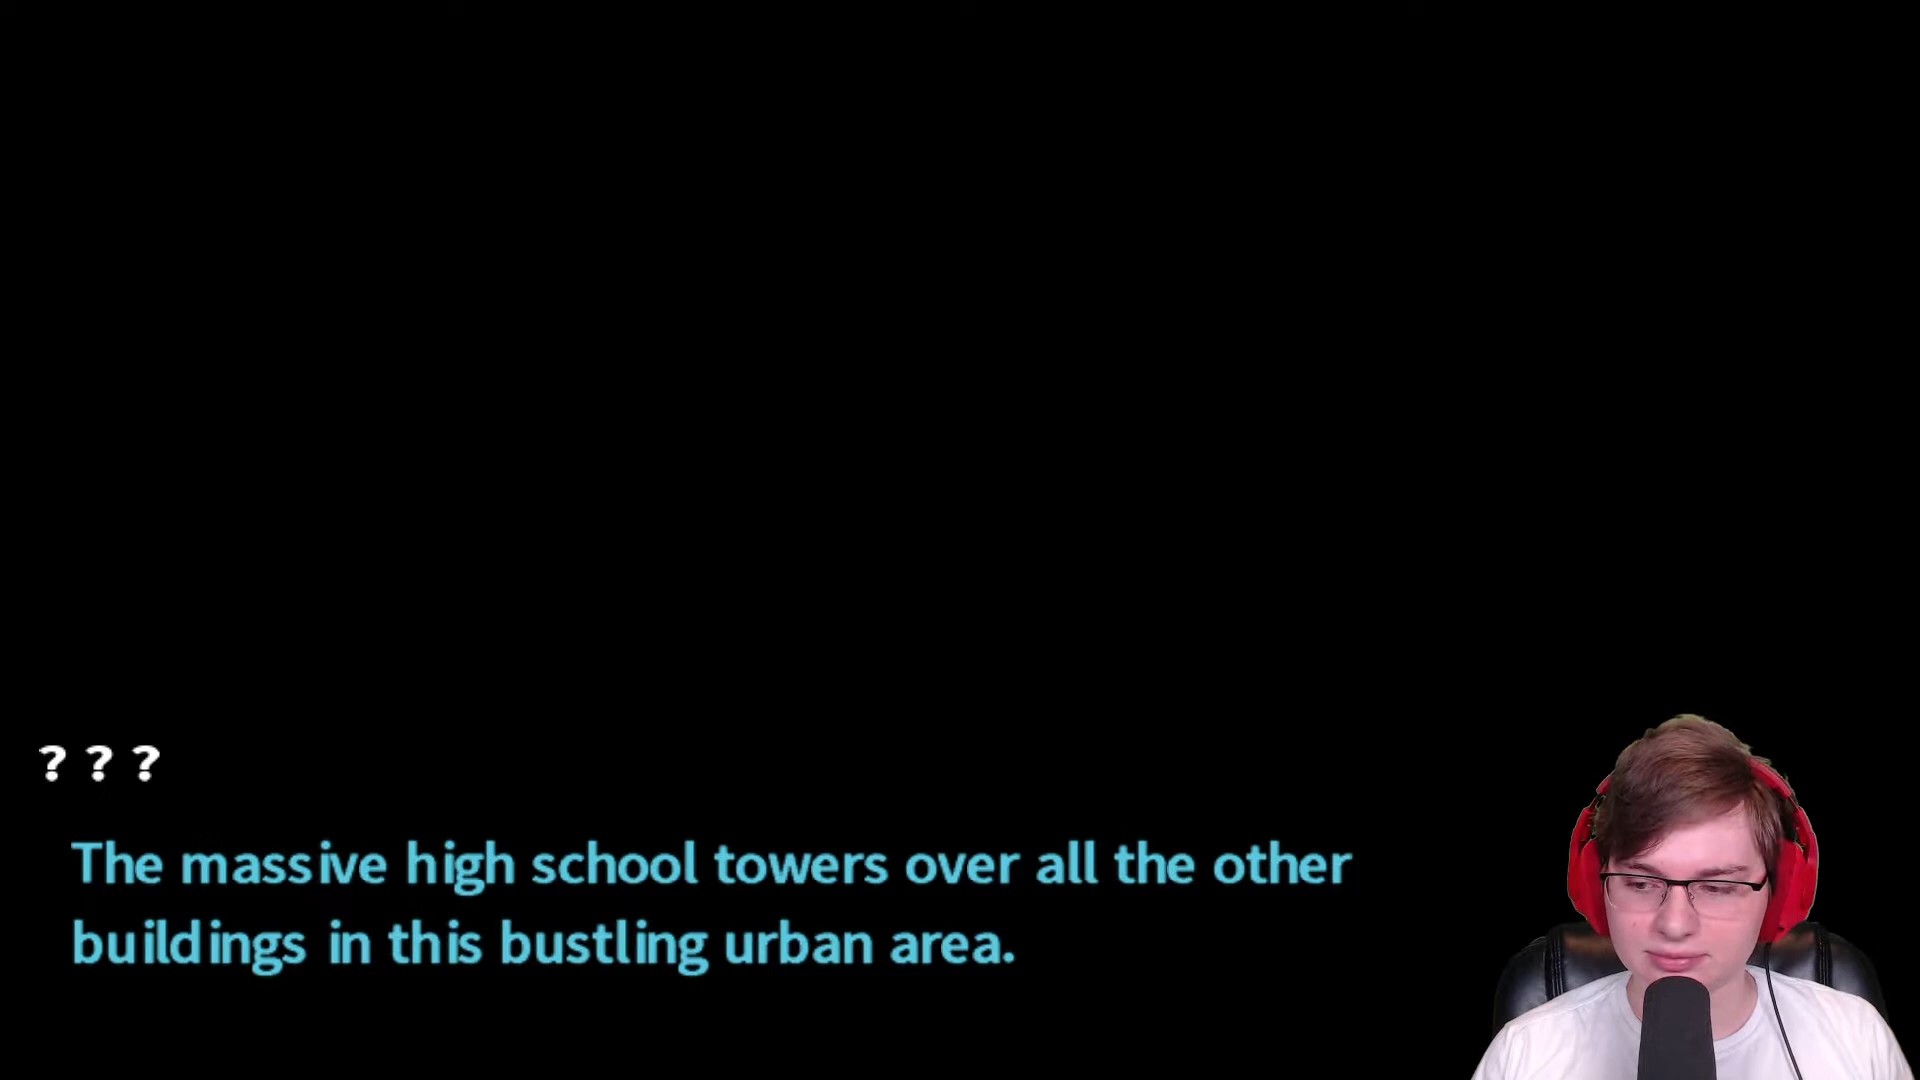 ? ? ?
The massive high school towers over all the other
buildings in this bustling urban area.